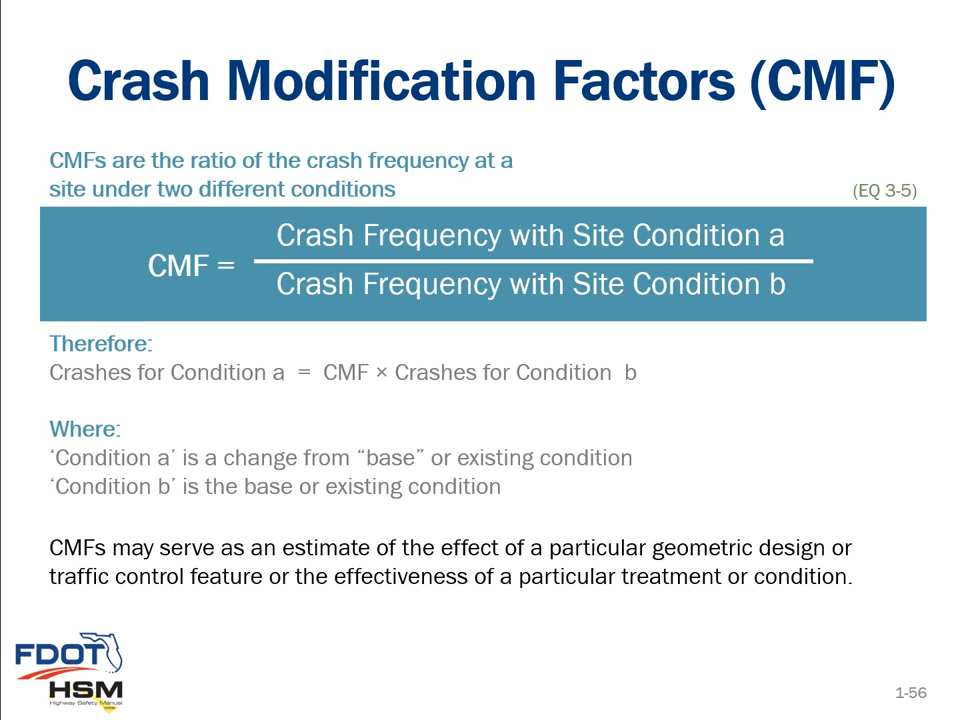 Crash Modification Factors (CMF)
CMFs are the ratio of the crash frequency at a
site under two different conditions
(EQ 3-5)
CMF =
Crash Frequency with Site Condition a
Crash Frequency with Site Condition b
Therefore:
Crashes for Condition a = CMF × Crashes for Condition b
Where:
‘Condition a’ is a change from “base” or existing condition
‘Condition b’ is the base or existing condition
CMFs may serve as an estimate of the effect of a particular geometric design or
traffic control feature or the effectiveness of a particular treatment or condition.
FDOT
HSM
Highway Safety Manual
1-56